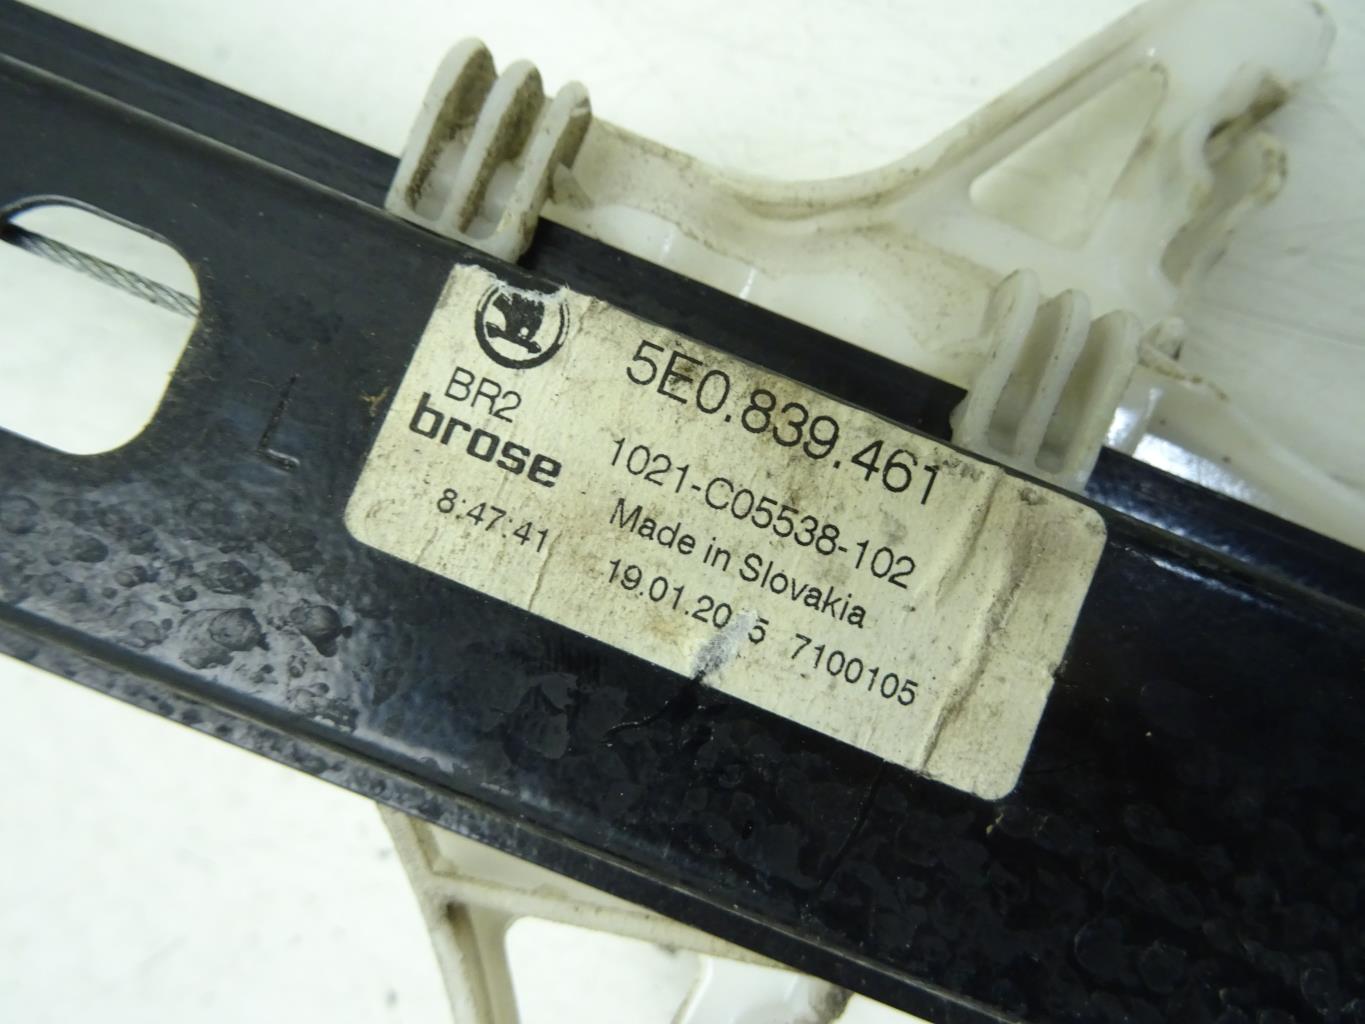 5E0.839.461
BR2
1021-C05538-102
brose
Made in Slovakia
8:47:41
7100105
L